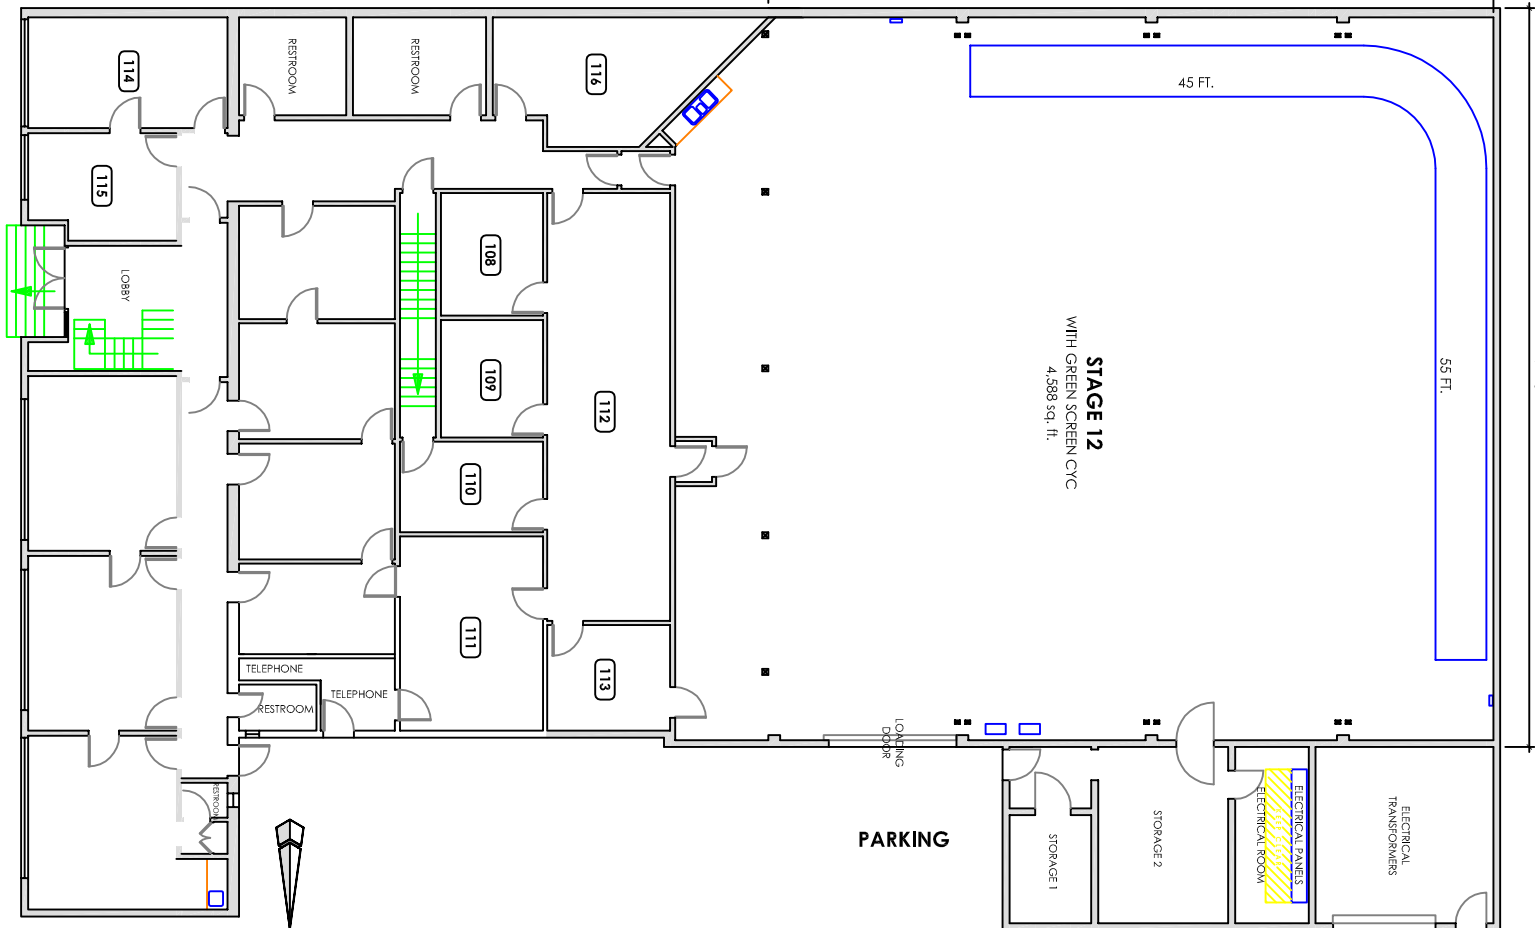 114
RESTROOM
RESTROOM
116
45 FT.
115
LOBBY
108
109
112
110
111
113
STAGE 12
WITH GREEN SCREEN CYC
4,588 sq. ft.
55 FT.
TELEPHONE
TELEPHONE
RESTROOM
RESTROOM
LOADING
DOOR
PARKING
STORAGE 1
STORAGE 2
ELECTRICAL ROOM
ELECTRICAL PANELS
ELECTRICAL
TRANSFORMERS